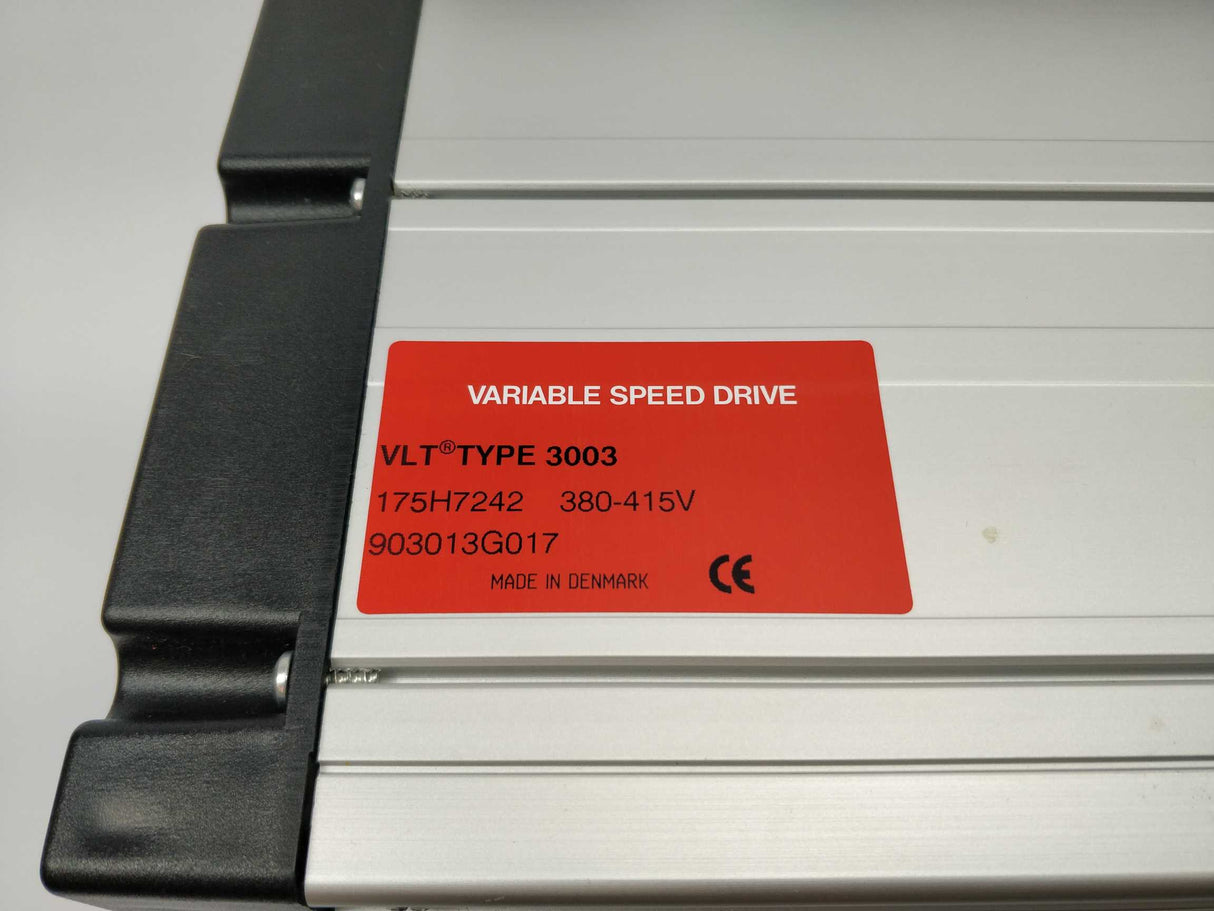 VARIABLE SPEED DRIVE
VLT® TYPE 3003
175H7242 380-415V
903013G017
MADE IN DENMARK CE